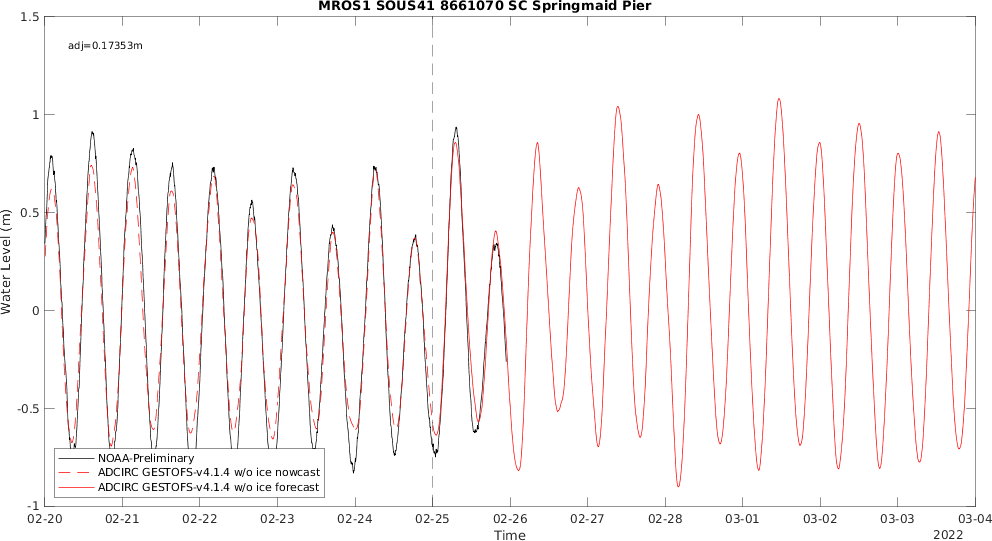 MROS1 SOUS41 8661070 SC Springmaid Pier
1.5
adj=0.17353m
1
0.5
Water Level (m)
0
-0.5
NOAA-Preliminary
ADCIRC GESTOFS-v4.1.4 w/o ice nowcast
ADCIRC GESTOFS-v4.1.4 w/o ice forecast
-1
02-20 02-21 02-22 02-23 02-24 02-25 02-26 02-27 02-28 03-01 03-02 03-03 03-04
Time
2022